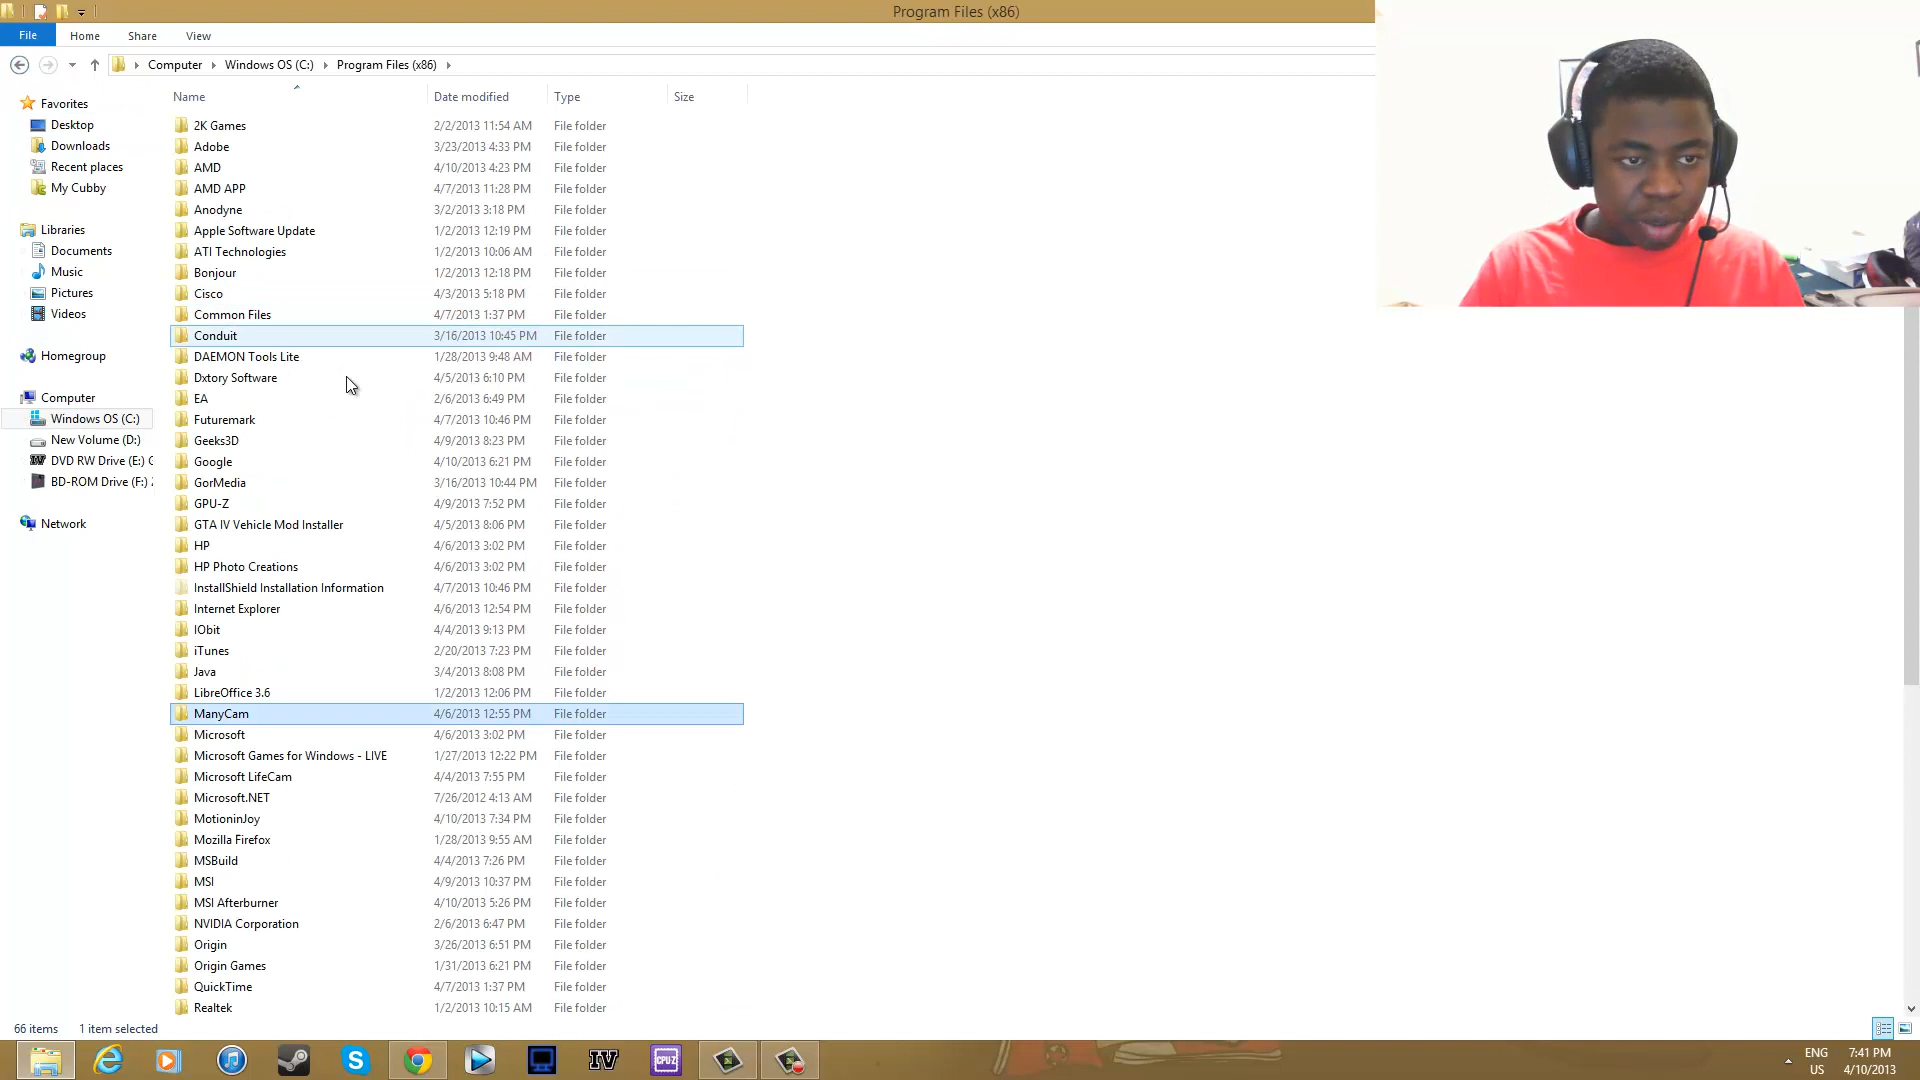 Program Files (x86)
File Home Share View
Computer Windows OS (C:) Program Files (x86)
Name Date modified Type Size
Favorites
Desktop
Downloads
Recent places
My Cubby
Libraries
Documents
Music
Pictures
Videos
Homegroup
Computer
Windows OS (C:)
New Volume (D:)
DVD RW Drive (E:) G
BD-ROM Drive (F:)
Network
2K Games 2/2/2013 11:54 AM File folder
Adobe 3/23/2013 4:33 PM File folder
AMD 4/10/2013 4:23 PM File folder
AMD APP 4/7/2013 11:28 PM File folder
Anodyne 3/2/2013 3:18 PM File folder
Apple Software Update 1/2/2013 12:19 PM File folder
ATI Technologies 1/2/2013 10:06 AM File folder
Bonjour 1/2/2013 12:18 PM File folder
Cisco 4/3/2013 5:18 PM File folder
Common Files 4/7/2013 1:37 PM File folder
Conduit 3/16/2013 10:45 PM File folder
DAEMON Tools Lite 1/28/2013 9:48 AM File folder
Dxtory Software 4/5/2013 6:10 PM File folder
EA 2/6/2013 6:49 PM File folder
Futuremark 4/7/2013 10:46 PM File folder
Geeks3D 4/9/2013 8:23 PM File folder
Google 4/10/2013 6:21 PM File folder
GorMedia 3/16/2013 10:44 PM File folder
GPU-Z 4/9/2013 7:52 PM File folder
GTA IV Vehicle Mod Installer 4/5/2013 8:06 PM File folder
HP 4/6/2013 3:02 PM File folder
HP Photo Creations 4/6/2013 3:02 PM File folder
InstallShield Installation Information 4/7/2013 10:46 PM File folder
Internet Explorer 4/6/2013 12:54 PM File folder
IObit 4/4/2013 9:13 PM File folder
iTunes 2/20/2013 7:23 PM File folder
Java 3/4/2013 8:08 PM File folder
LibreOffice 3.6 1/2/2013 12:06 PM File folder
ManyCam 4/6/2013 12:55 PM File folder
Microsoft 4/6/2013 3:02 PM File folder
Microsoft Games for Windows - LIVE 1/27/2013 12:22 PM File folder
Microsoft LifeCam 4/4/2013 7:55 PM File folder
Microsoft.NET 7/26/2012 4:13 AM File folder
MotioninJoy 4/10/2013 7:34 PM File folder
Mozilla Firefox 1/28/2013 9:55 AM File folder
MSBuild 4/4/2013 7:26 PM File folder
MSI 4/9/2013 10:37 PM File folder
MSI Afterburner 4/10/2013 5:26 PM File folder
NVIDIA Corporation 2/6/2013 6:47 PM File folder
Origin 3/26/2013 6:51 PM File folder
Origin Games 1/31/2013 6:21 PM File folder
QuickTime 4/7/2013 1:37 PM File folder
Realtek 1/2/2013 10:15 AM File folder
66 items 1 item selected
IV CPU-Z
ENG 7:41 PM
US 4/10/2013